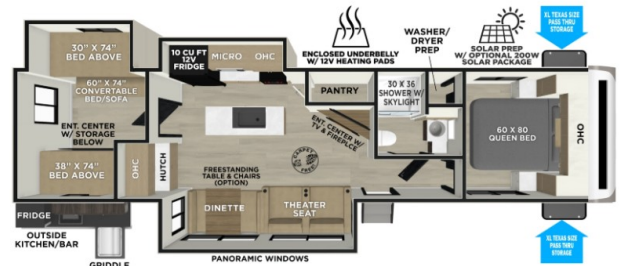 XL TEXAS SIZE
PASS THRU
STORAGE
WASHER/
DRYER
PREP
SOLAR PREP
W/ OPTIONAL 200W
SOLAR PACKAGE
ENCLOSED UNDERBELLY
W/ 12V HEATING PADS
30" X 74"
BED ABOVE
10 CU FT
12V
FRIDGE
MICRO
OHC
60" X 74"
CONVERTABLE
BED/SOFA
PANTRY
30 X 36
SHOWER W/
SKYLIGHT
ENT. CENTER
W/ STORAGE
BELOW
ENT. CENTER W/
TV & FIREPLCE
60 X 80
QUEEN BED
OHC
38" X 74"
BED ABOVE
OHC
HUTCH
CARPET
FREE
FREESTANDING
TABLE & CHAIRS
(OPTION)
DINETTE
THEATER
SEAT
FRIDGE
OUTSIDE
KITCHEN/BAR
GRIDDLE
PANORAMIC WINDOWS
XL TEXAS SIZE
PASS THRU
STORAGE